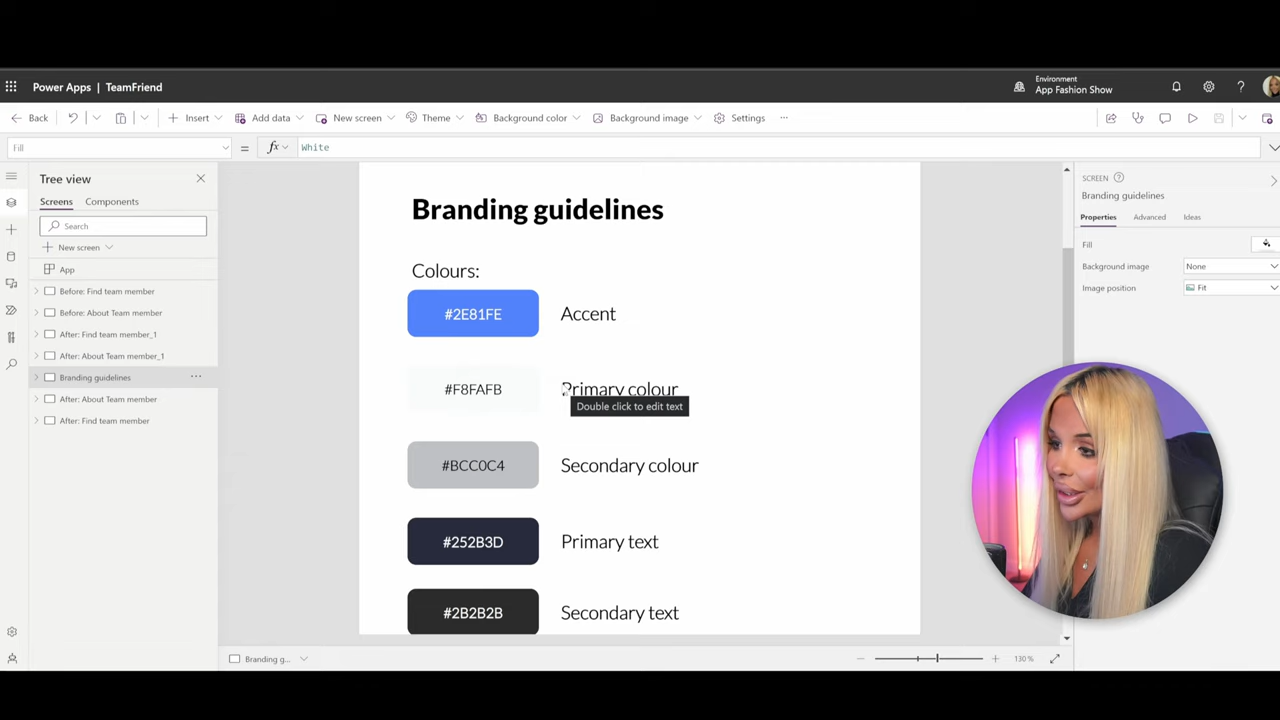 Power Apps | TeamFriend
Environment
App Fashion Show
Back
Insert
Add data
New screen
Theme
Background color
Background image
Settings
Fill
= fx White
Tree view
Screens Components
Search
New screen
App
Before: Find team member
Before: About Team member
After: Find team member_1
After: About Team member_1
Branding guidelines
After: About Team member
After: Find team member
Branding guidelines
Colours:
#2E81FE Accent
#F8FAFB Primary colour
Double click to edit text
#BCC0C4 Secondary colour
#252B3D Primary text
#2B2B2B Secondary text
Branding g...
130 %
SCREEN
Branding guidelines
Properties Advanced Ideas
Fill
Background image None
Image position Fit